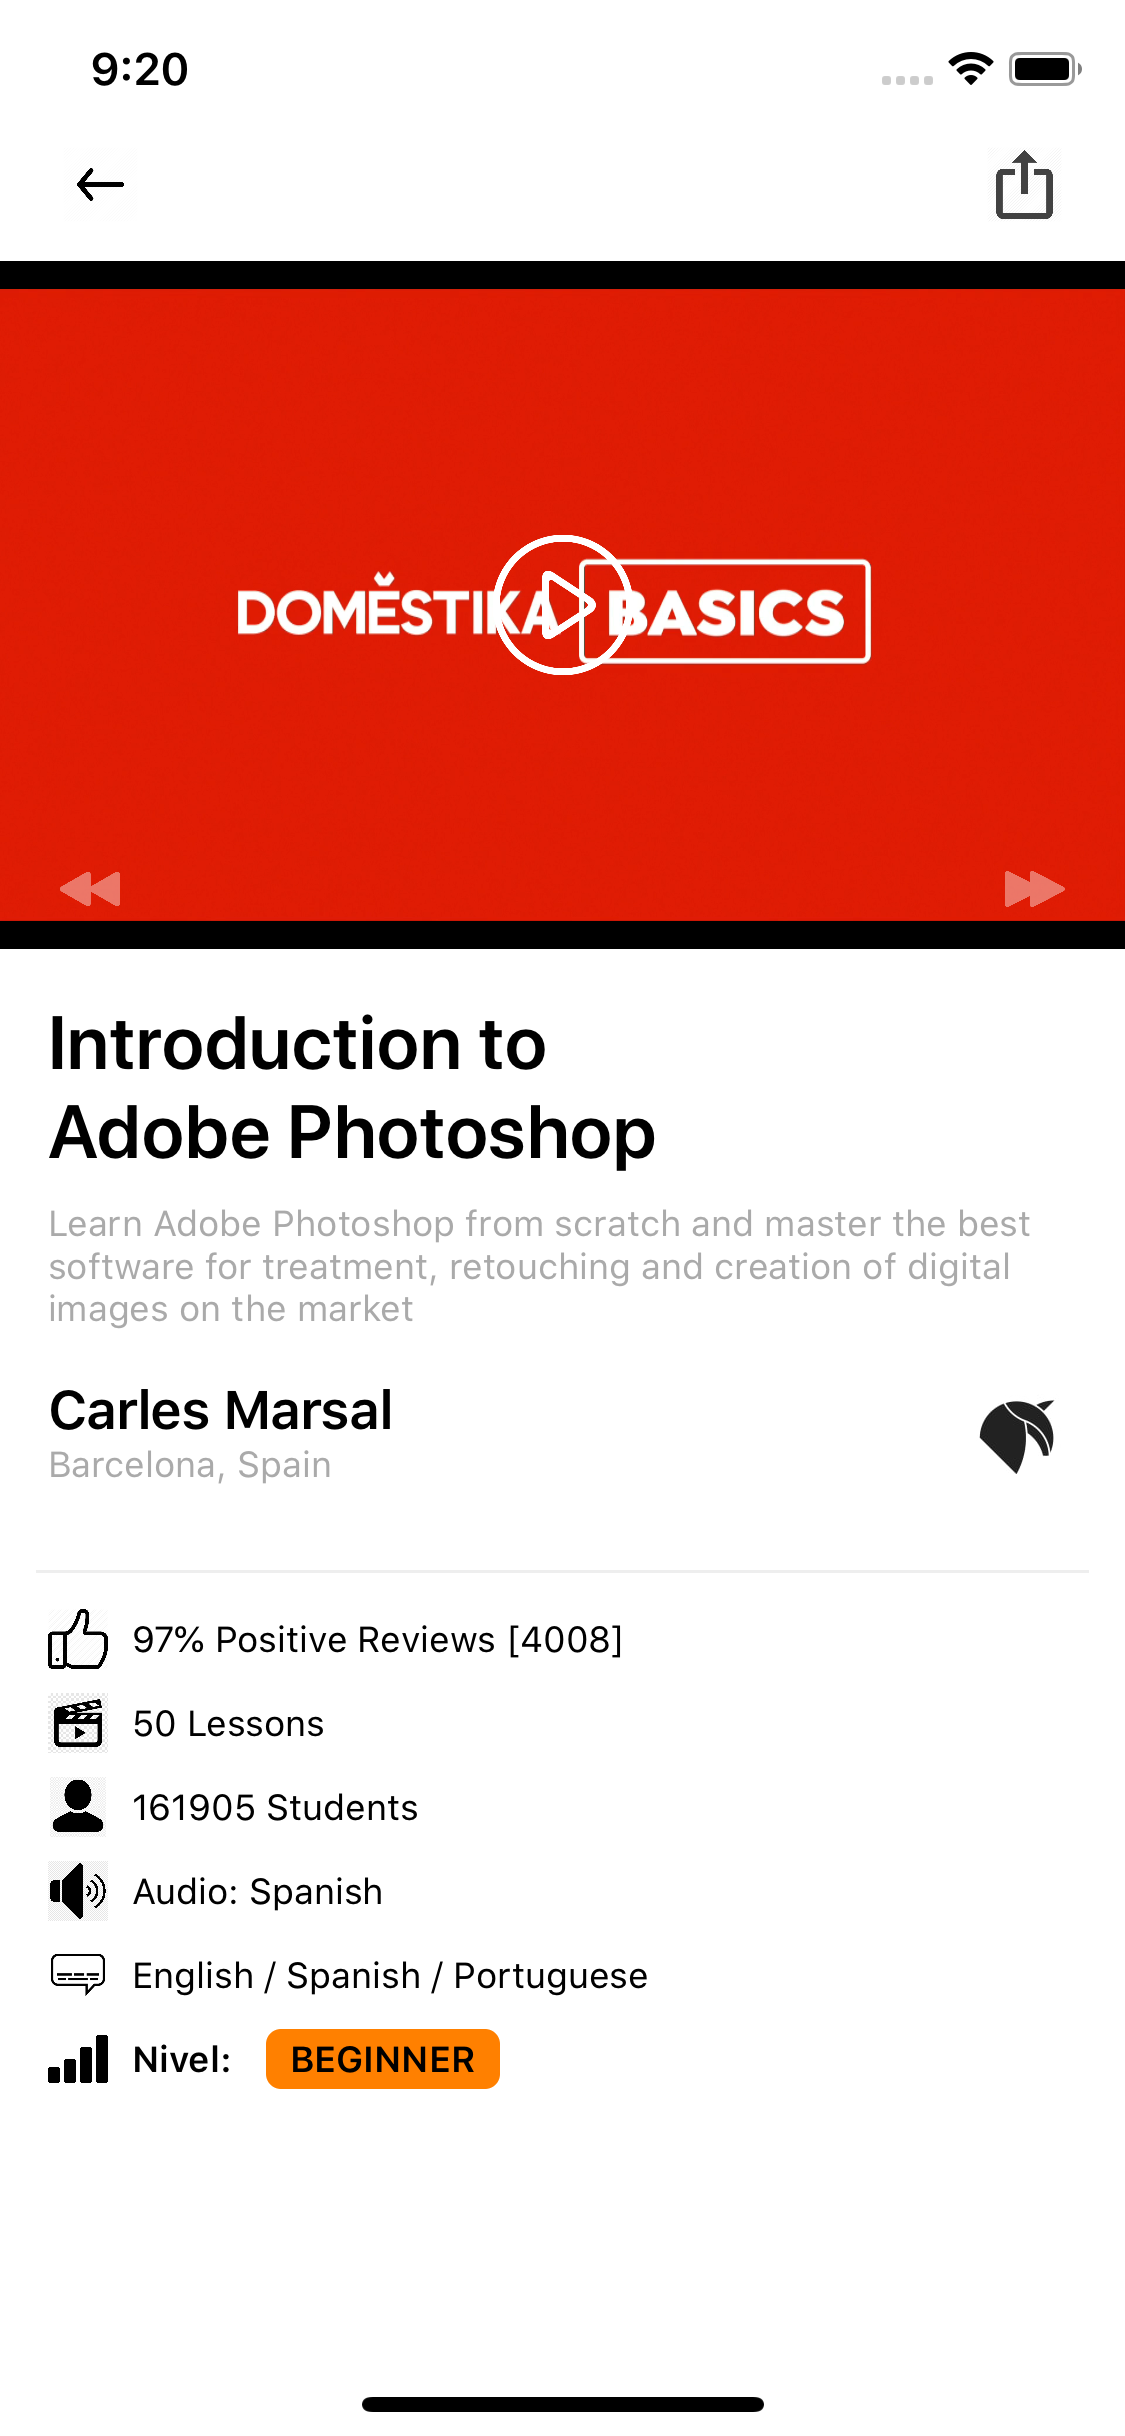 9:20
DOMESTIKA BASICS
Introduction to
Adobe Photoshop
Learn Adobe Photoshop from scratch and master the best
software for treatment, retouching and creation of digital
images on the market
Carles Marsal
Barcelona, Spain
97% Positive Reviews [4008]
50 Lessons
161905 Students
Audio: Spanish
English / Spanish / Portuguese
Nivel: BEGINNER